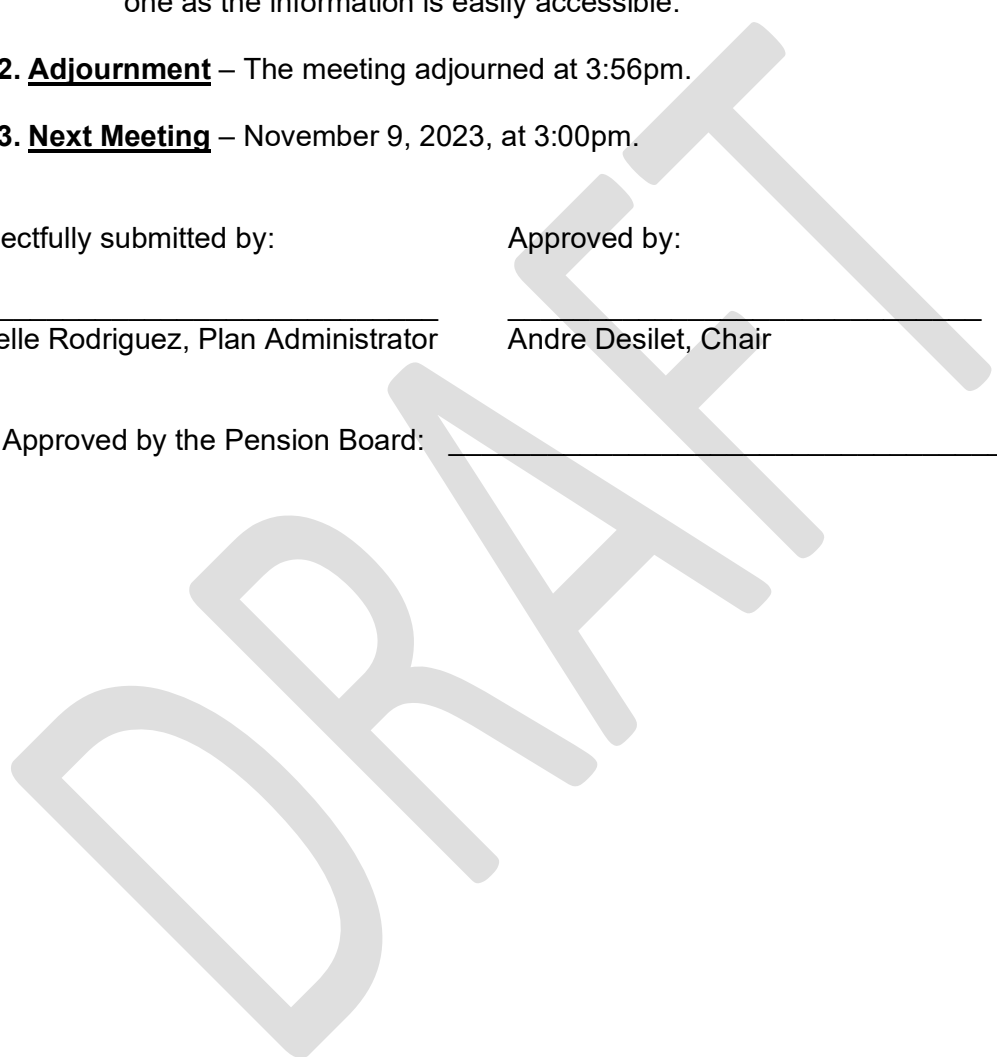 one as the information is easily accessible.
2. Adjournment – The meeting adjourned at 3:56pm.
3. Next Meeting – November 9, 2023, at 3:00pm.
ectfully submitted by: Approved by:
elle Rodriguez, Plan Administrator Andre Desilet, Chair
Approved by the Pension Board:
DRAFT